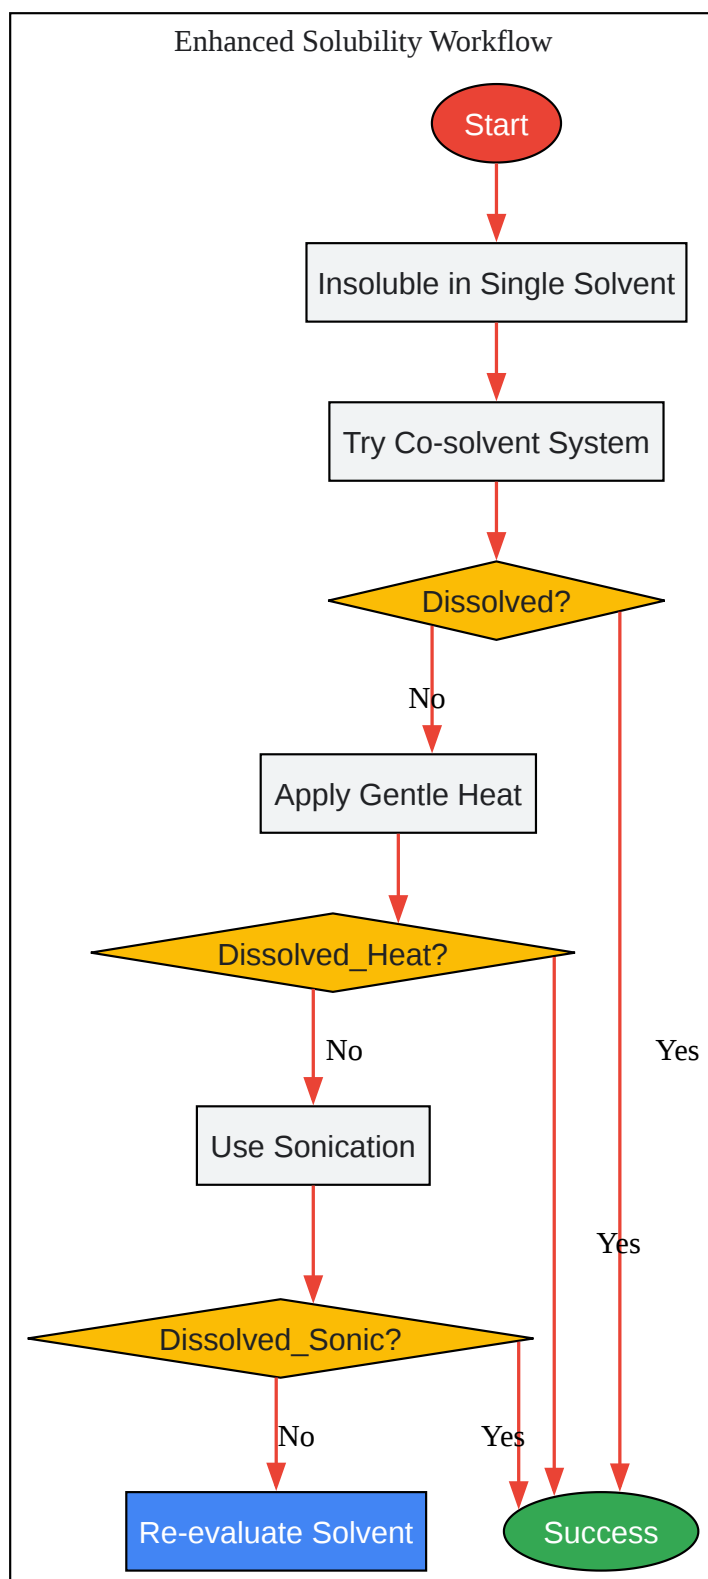 Enhanced Solubility Workflow
Start
Insoluble in Single Solvent
Try Co-solvent System
Dissolved?
No
Apply Gentle Heat
Dissolved_Heat?
No
Yes
Use Sonication
Yes
Dissolved_Sonic?
No
Yes
Re-evaluate Solvent
Success